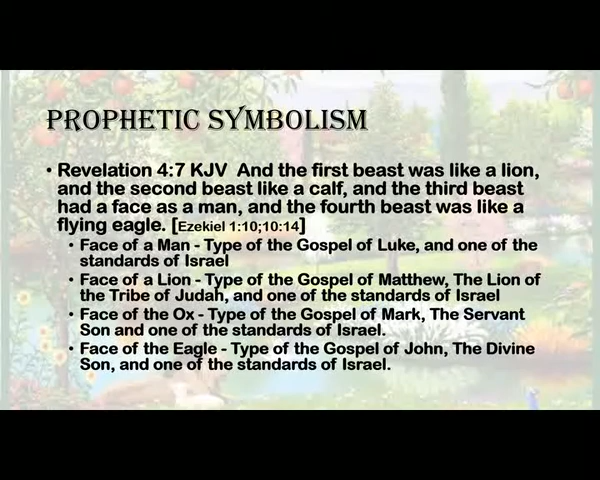 PROPHETIC SYMBOLISM
• Revelation 4:7 KJV And the first beast was like a lion,
and the second beast like a calf, and the third beast
had a face as a man, and the fourth beast was like a
flying eagle. [Ezekiel 1:10;10:14]
• Face of a Man - Type of the Gospel of Luke, and one of the
standards of Israel
• Face of a Lion - Type of the Gospel of Matthew, The Lion of
the Tribe of Judah, and one of the standards of Israel
• Face of the Ox - Type of the Gospel of Mark, The Servant
Son and one of the standards of Israel.
• Face of the Eagle - Type of the Gospel of John, The Divine
Son, and one of the standards of Israel.